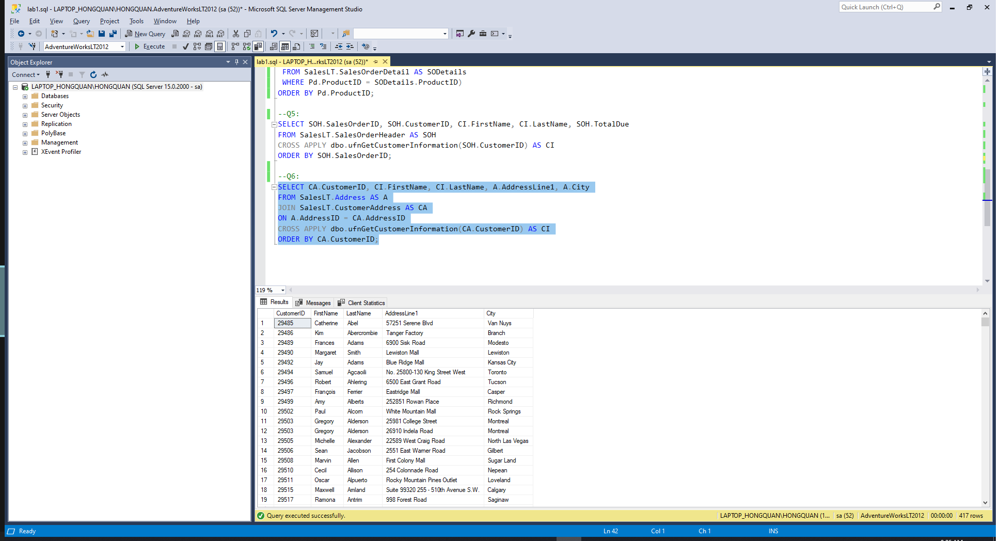 lab1.sql - LAPTOP_HONGQUAN\HONGQUAN.AdventureWorksLT2012 (sa (52))* - Microsoft SQL Server Management Studio
Quick Launch (Ctrl+Q)
File Edit View Query Project Tools Window Help
New Query MDX DMX XMLA DAX
AdventureWorksLT2012 Execute
Object Explorer
Connect
LAPTOP_HONGQUAN\HONGQUAN (SQL Server 15.0.2000 - sa)
Databases
Security
Server Objects
Replication
PolyBase
Management
XEvent Profiler
lab1.sql - LAPTOP_H...rksLT2012 (sa (52))*
FROM SalesLT.SalesOrderDetail AS SODetails
WHERE Pd.ProductID = SODetails.ProductID)
ORDER BY Pd.ProductID;
--Q5:
SELECT SOH.SalesOrderID, SOH.CustomerID, CI.FirstName, CI.LastName, SOH.TotalDue
FROM SalesLT.SalesOrderHeader AS SOH
CROSS APPLY dbo.ufnGetCustomerInformation(SOH.CustomerID) AS CI
ORDER BY SOH.SalesOrderID;
--Q6:
SELECT CA.CustomerID, CI.FirstName, CI.LastName, A.AddressLine1, A.City
FROM SalesLT.Address AS A
JOIN SalesLT.CustomerAddress AS CA
ON A.AddressID = CA.AddressID
CROSS APPLY dbo.ufnGetCustomerInformation(CA.CustomerID) AS CI
ORDER BY CA.CustomerID;
119 %
Results Messages Client Statistics
CustomerID FirstName LastName AddressLine1 City
1 29485 Catherine Abel 57251 Serene Blvd Van Nuys
2 29486 Kim Abercrombie Tanger Factory Branch
3 29489 Frances Adams 6900 Sisk Road Modesto
4 29490 Margaret Smith Lewiston Mall Lewiston
5 29492 Jay Adams Blue Ridge Mall Kansas City
6 29494 Samuel Agcaoili No. 25800-130 King Street West Toronto
7 29496 Robert Ahlering 6500 East Grant Road Tucson
8 29497 François Ferrier Eastridge Mall Casper
9 29499 Amy Alberts 252851 Rowan Place Richmond
10 29502 Paul Alcorn White Mountain Mall Rock Springs
11 29503 Gregory Alderson 25981 College Street Montreal
12 29503 Gregory Alderson 26910 Indela Road Montreal
13 29505 Michelle Alexander 22589 West Craig Road North Las Vegas
14 29506 Sean Jacobson 2551 East Warner Road Gilbert
15 29508 Marvin Allen First Colony Mall Sugar Land
16 29510 Cecil Allison 254 Colonnade Road Nepean
17 29511 Oscar Alpuerto Rocky Mountain Pines Outlet Loveland
18 29515 Maxwell Amland Suite 99320 255 - 510th Avenue S.W. Calgary
19 29517 Ramona Antrim 998 Forest Road Saginaw
Query executed successfully. LAPTOP_HONGQUAN\HONGQUAN (1... sa (52) AdventureWorksLT2012 00:00:00 417 rows
Ready Ln 42 Col 1 Ch 1 INS